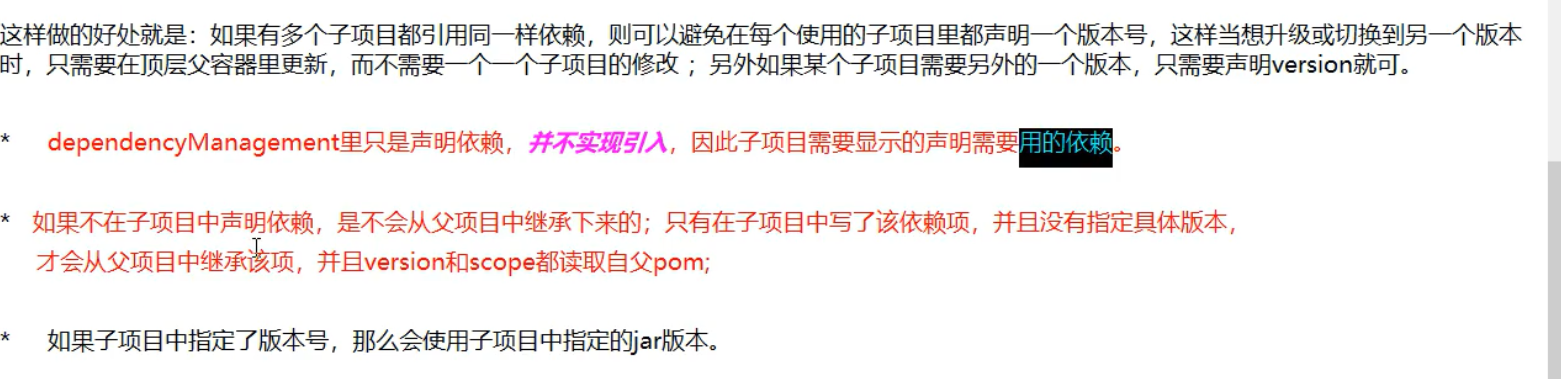 这样做的好处就是：如果有多个子项目都引用同一样依赖，则可以避免在每个使用的子项目里都声明一个版本号，这样当想升级或切换到另一个版本
时，只需要在顶层父容器里更新，而不需要一个一个子项目的修改 ；另外如果某个子项目需要另外的一个版本，只需要声明version就可。
* dependencyManagement里只是声明依赖，并不实现引入，因此子项目需要显示的声明需要用的依赖。
* 如果不在子项目中声明依赖，是不会从父项目中继承下来的；只有在子项目中写了该依赖项，并且没有指定具体版本，
才会从父项目中继承该项，并且version和scope都读取自父pom;
* 如果子项目中指定了版本号，那么会使用子项目中指定的jar版本。